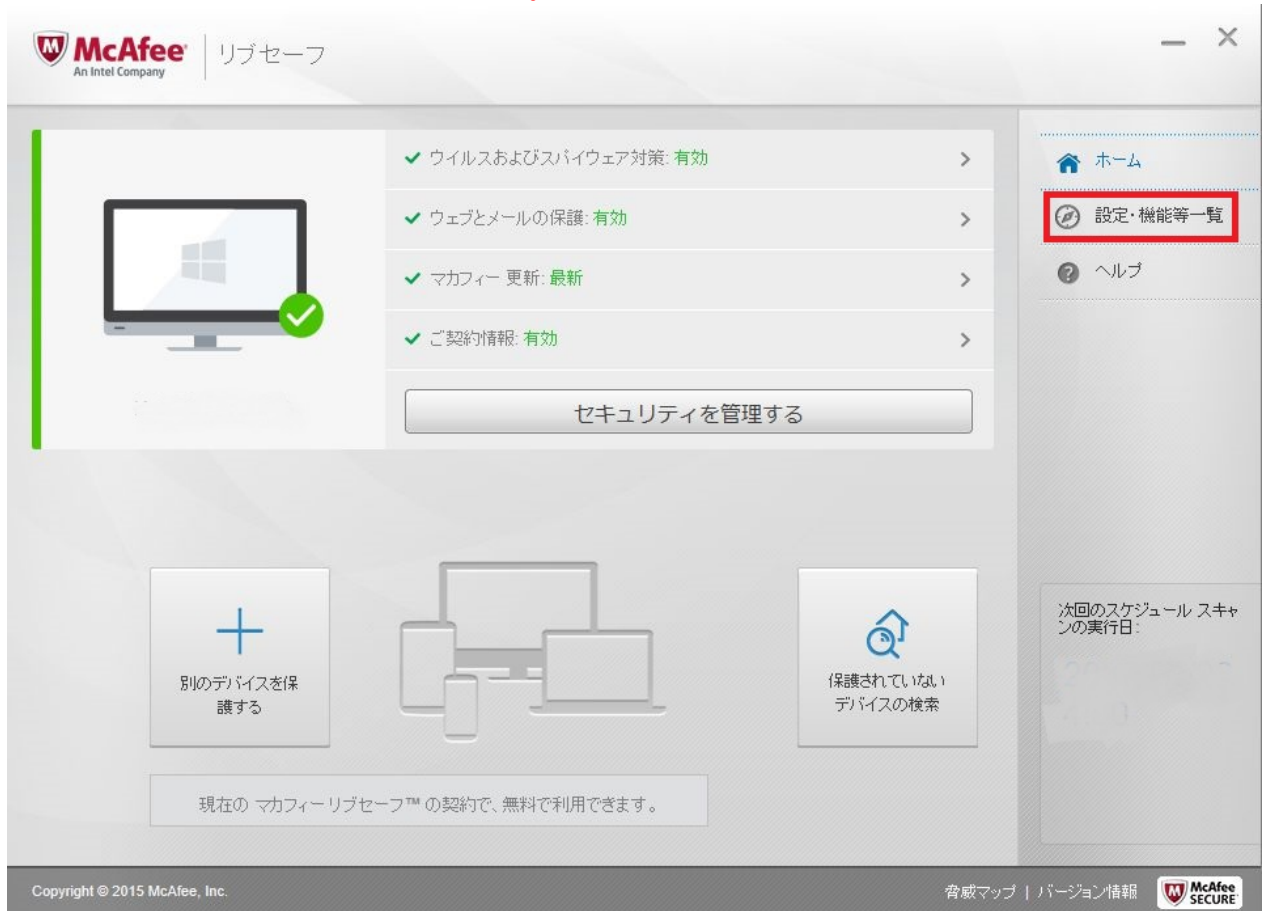 McAfee
An Intel Company
リブセーフ
ウイルスおよびスパイウェア対策: 有効
ウェブとメールの保護: 有効
マカフィー 更新: 最新
ご契約情報: 有効
セキュリティを管理する
ホーム
設定・機能等一覧
ヘルプ
別のデバイスを保
護する
保護されていない
デバイスの検索
次回のスケジュール スキャ
ンの実行日:
現在の マカフィーリブセーフ™ の契約で、無料で利用できます。
Copyright © 2015 McAfee, Inc.
脅威マップ | バージョン情報
McAfee
SECURE